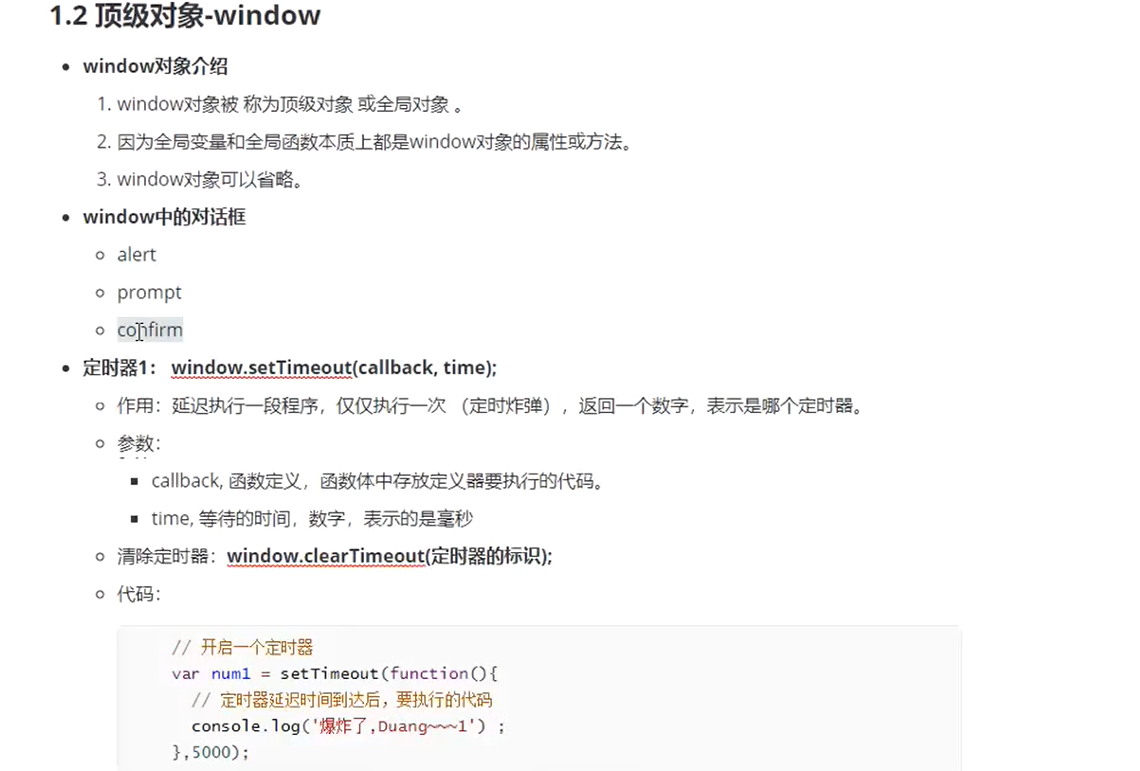 1.2 顶级对象-window
window对象介绍
1. window对象被 称为顶级对象 或全局对象 。
2. 因为全局变量和全局函数本质上都是window对象的属性或方法。
3. window对象可以省略。
window中的对话框
alert
prompt
confirm
定时器1： window.setTimeout(callback, time);
作用：延迟执行一段程序，仅仅执行一次 （定时炸弹），返回一个数字，表示是哪个定时器。
参数：
callback, 函数定义，函数体中存放定义器要执行的代码。
time, 等待的时间，数字，表示的是毫秒
清除定时器：window.clearTimeout(定时器的标识);
代码：
// 开启一个定时器
var num1 = setTimeout(function(){
// 定时器延迟时间到达后，要执行的代码
console.log('爆炸了,Duang~~~1') ;
},5000);